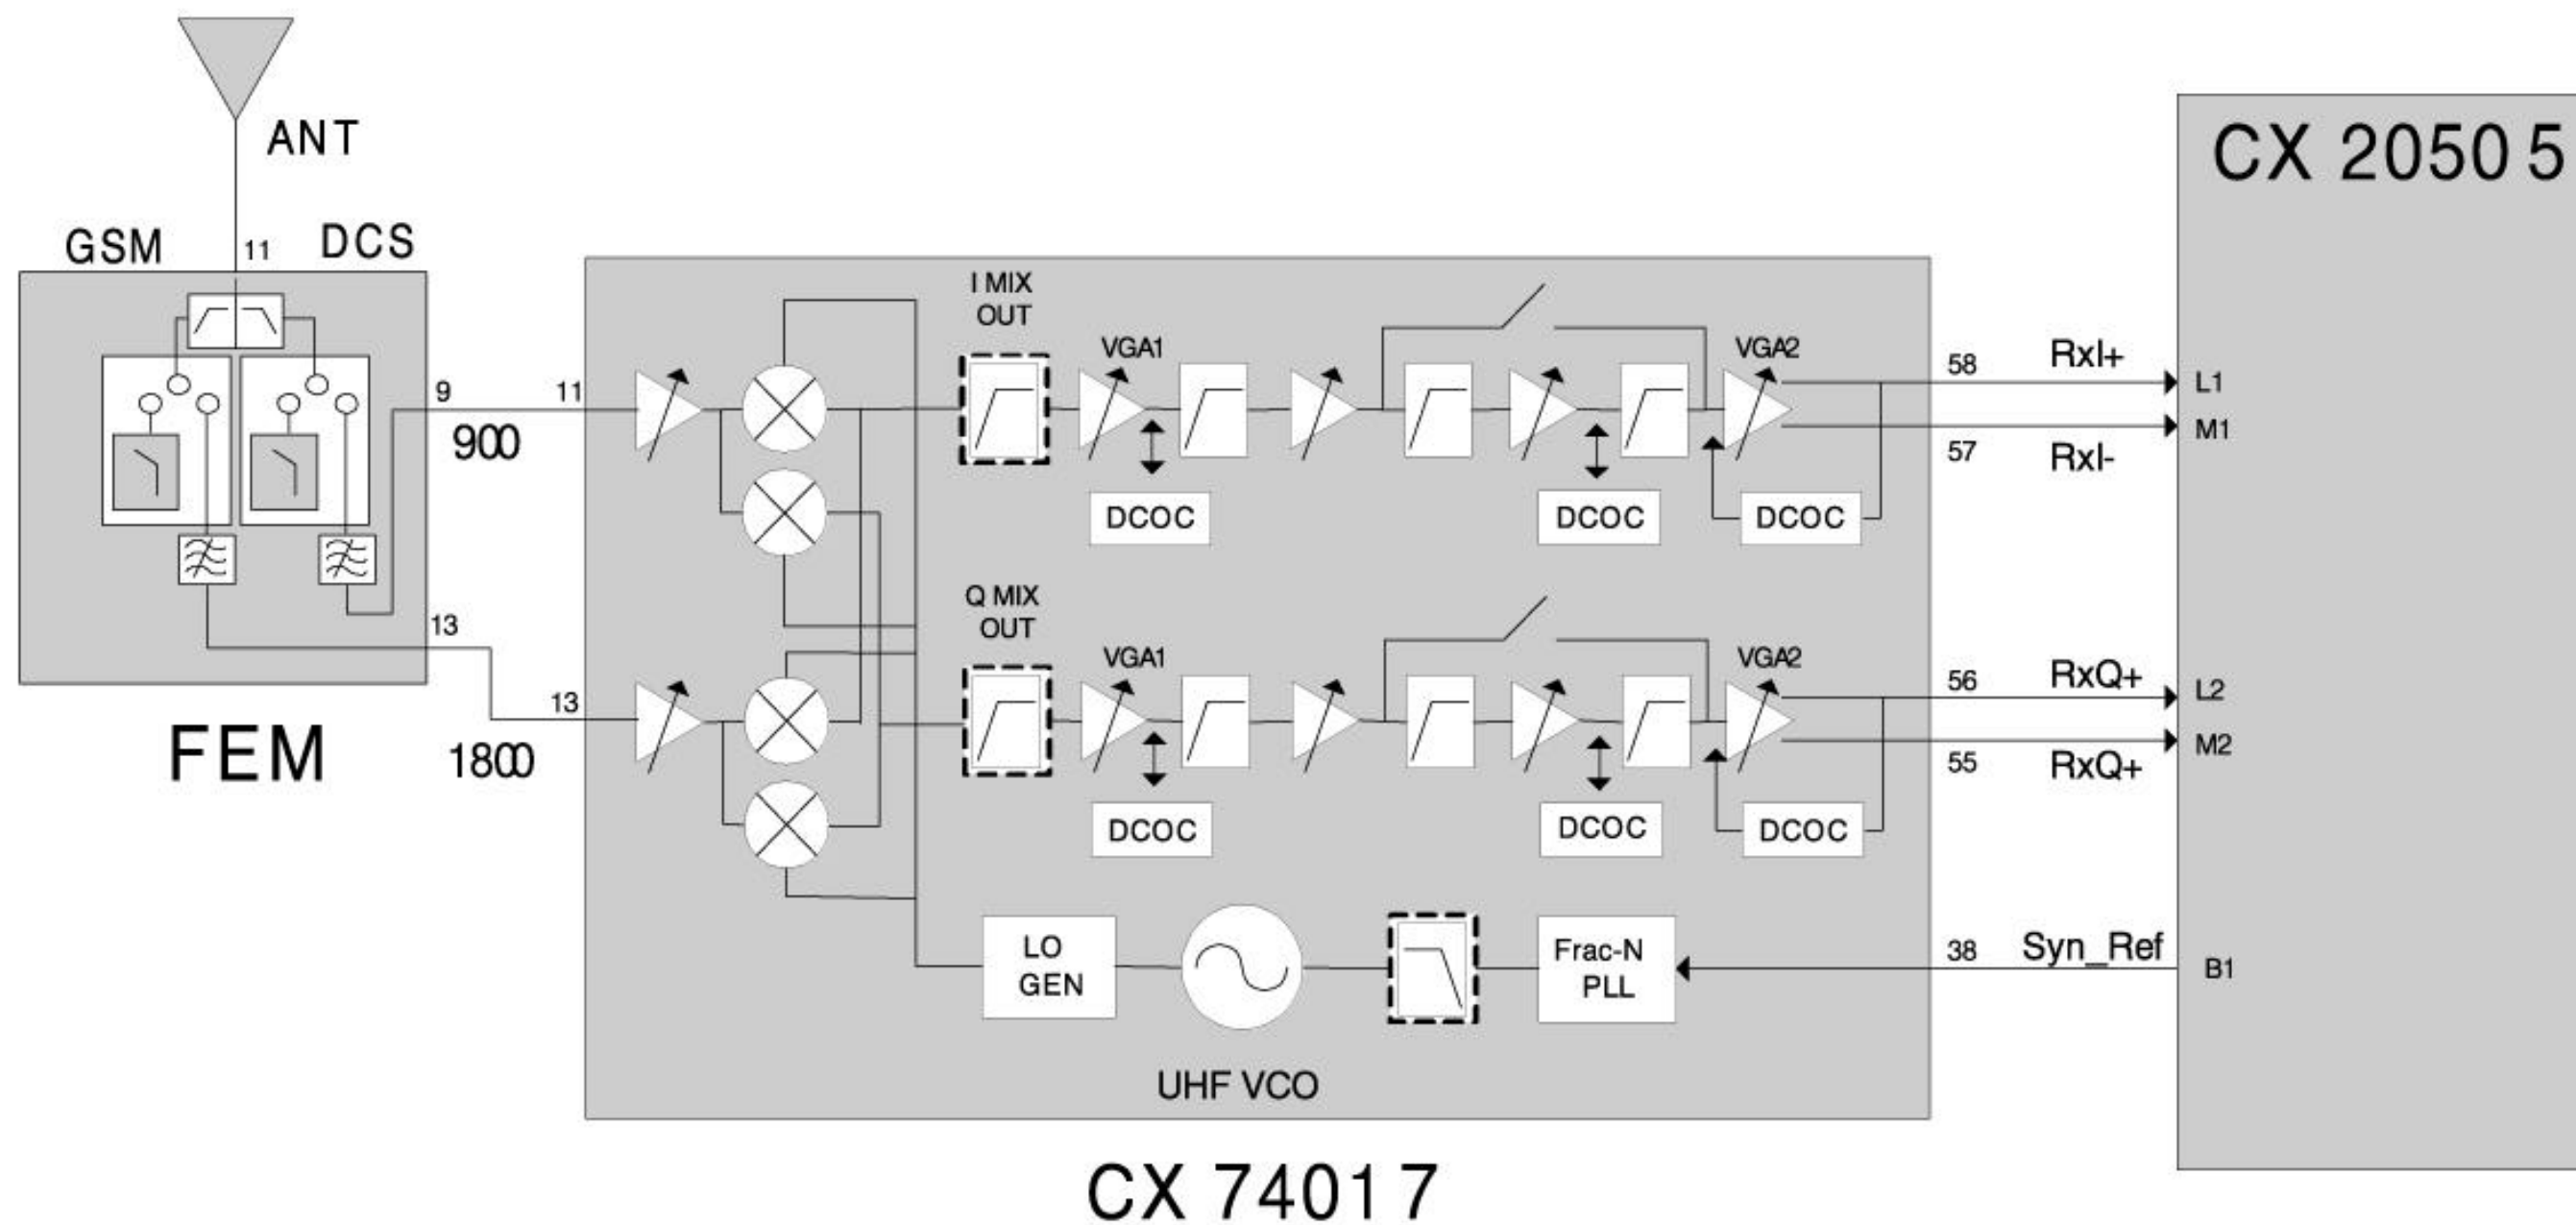 ANT
CX 20505
GSM
11
DCS
FEM
9
900
11
13
1800
13
I MIX
OUT
VGA1
VGA2
DCOC
DCOC
DCOC
Q MIX
OUT
VGA1
VGA2
DCOC
DCOC
DCOC
LO
GEN
Frac-N
PLL
UHF VCO
CX 74017
58
RxI+
L1
57
RxI-
M1
56
RxQ+
L2
55
RxQ+
M2
38
Syn_Ref
B1